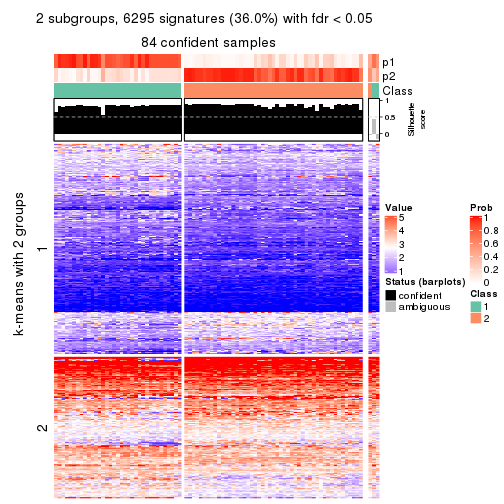 2 subgroups, 6295 signatures (36.0%) with fdr < 0.05
84 confident samples
p1
p2
Class
1
0.5
0
Silhouette
score
k-means with 2 groups
1
2
Value
5
4
3
2
1
Status (barplots)
confident
ambiguous
Prob
1
0.8
0.6
0.4
0.2
0
Class
1
2